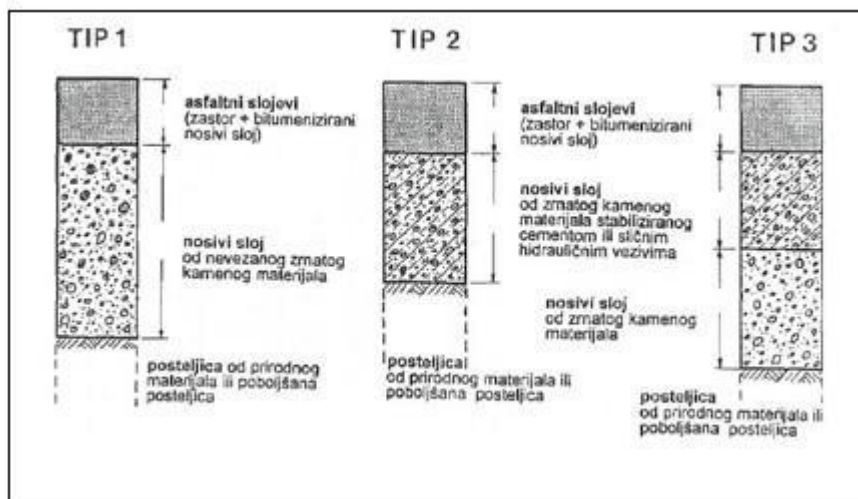 TIP 1
TIP 2
TIP 3
asfaltni slojevi
(zastor + bitumenizirani
nosivi sloj)
nosivi sloj
od nevezanog zrnatog
kamenog materijala
posteljica od prirodnog
materijala ili poboljšana
posteljica
asfaltni slojevi
(zastor + bitumenizirani
nosivi sloj)
nosivi sloj
od zrnatog kamenog
materijala stabiliziranog
cementom ili sličnim
hidrauličnim vezivima
nosivi sloj
od zrnatog kamenog
materijala
posteljica
od prirodnog materijala ili
poboljšana posteljica
posteljica
od prirodnog materijala ili
poboljšana posteljica